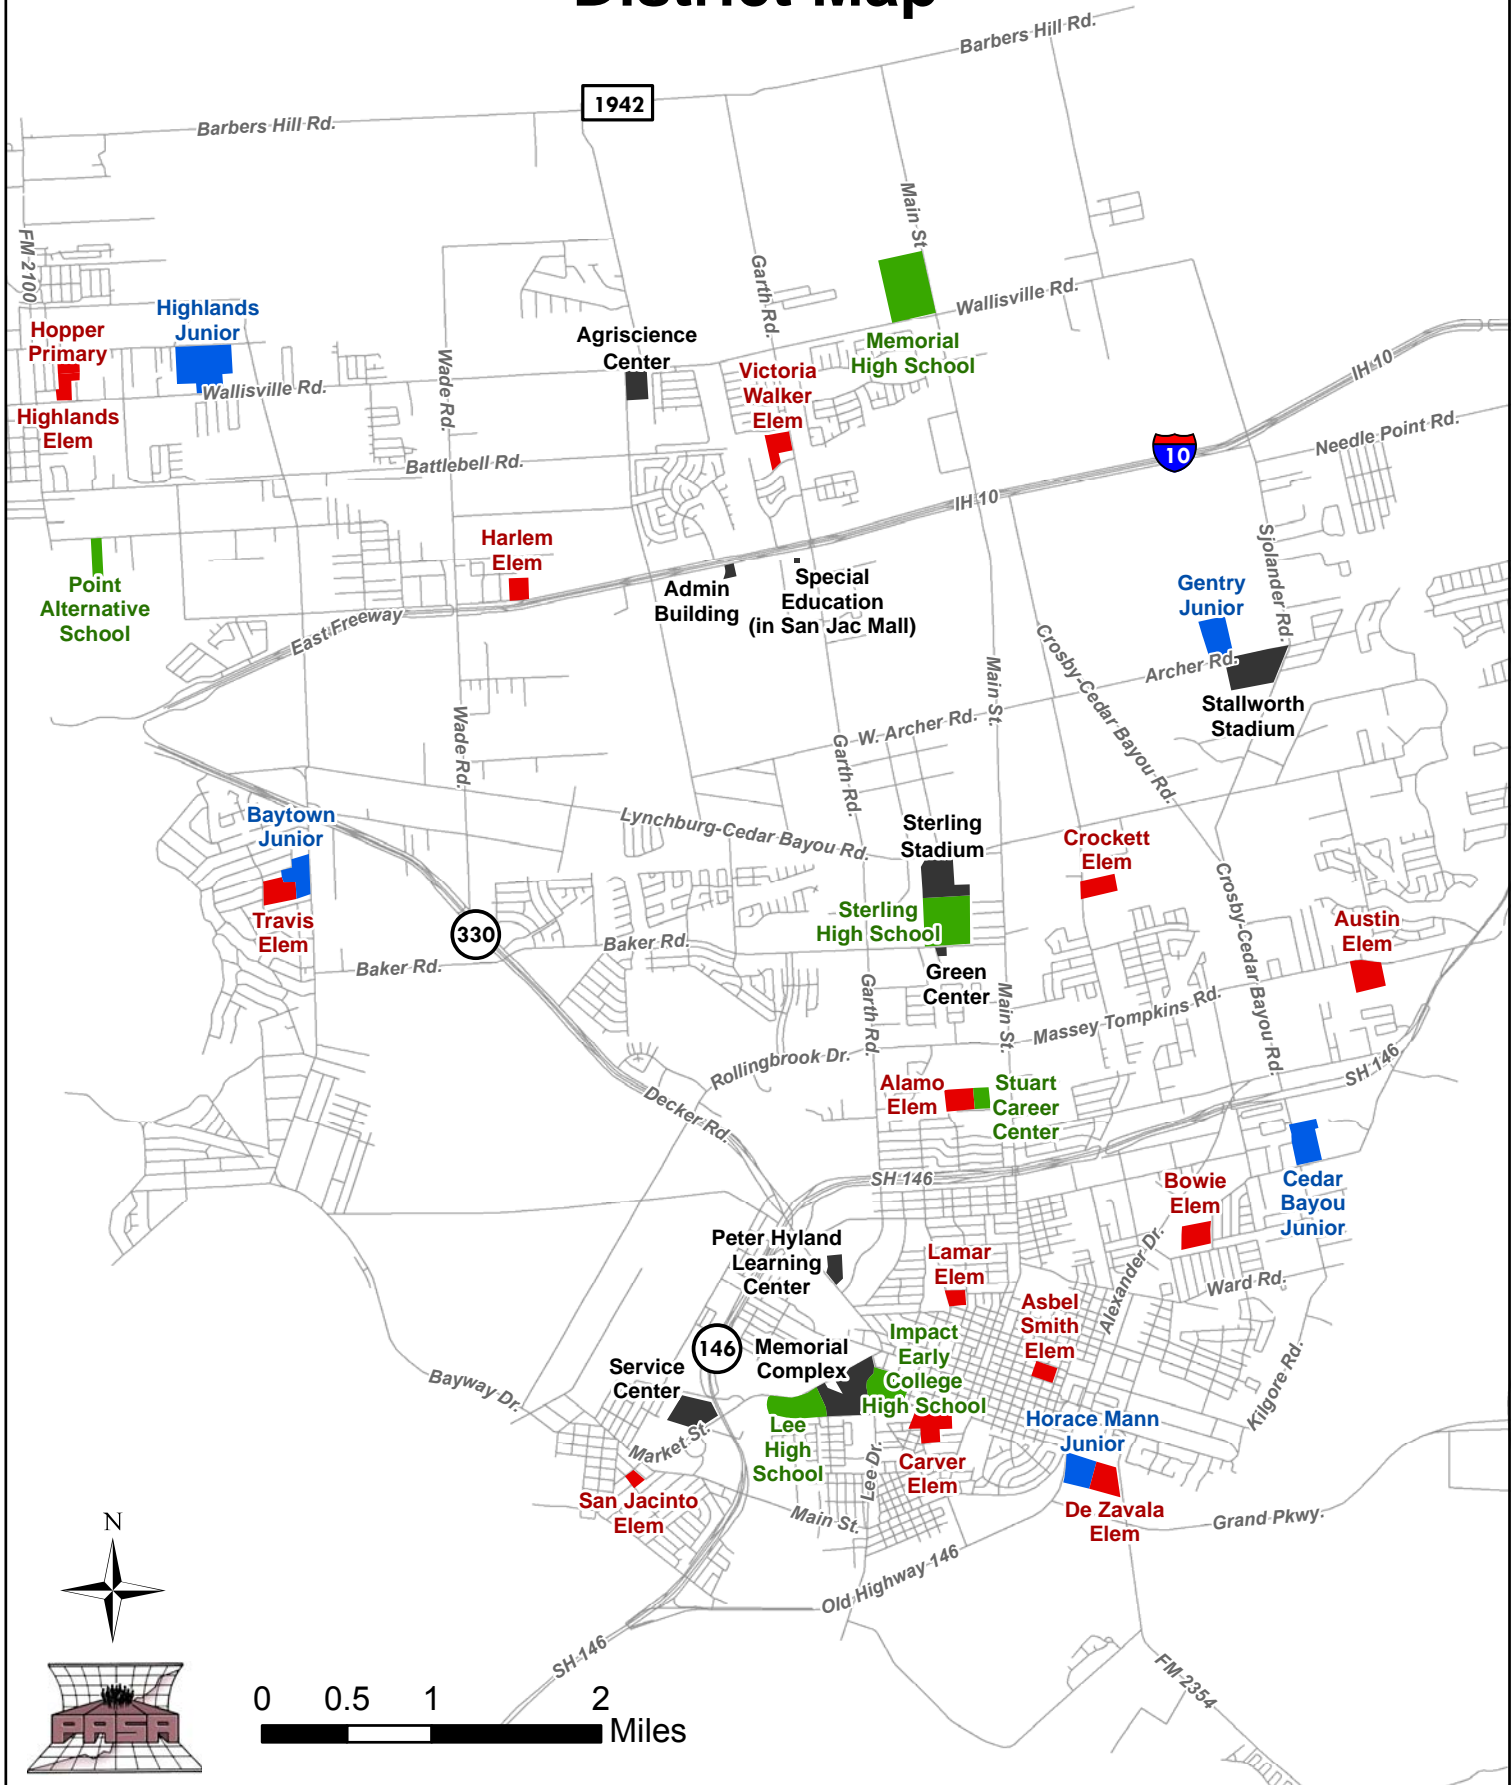 District Map
Barbers Hill Rd.
1942
Barbers Hill Rd.
Main St.
FM 2100
Garth Rd.
Wallisville Rd.
Highlands
Junior
Hopper
Primary
Agriscience
Center
Memorial
High School
IH 10
Wade Rd.
Victoria
Walker
Elem
Wallisville Rd.
Highlands
Elem
Needle Point Rd.
10
Battlebell Rd.
IH 10
Harlem
Elem
Sjolander Rd.
Point
Alternative
School
Admin
Building
Special
Education
(in San Jac Mall)
Gentry
Junior
East Freeway
Crosby-Cedar Bayou Rd.
Archer Rd.
Main St.
Stallworth
Stadium
Wade Rd.
W. Archer Rd.
Garth Rd.
Baytown
Junior
Lynchburg-Cedar Bayou Rd.
Sterling
Stadium
Crockett
Elem
Crosby-Cedar Bayou Rd.
Travis
Elem
330
Sterling
High School
Austin
Elem
Baker Rd.
Baker Rd.
Green
Center
Garth Rd.
Main St.
Massey Tompkins Rd.
Rollingbrook Dr.
SH 146
Decker Rd.
Alamo
Elem
Stuart
Career
Center
SH 146
Bowie
Elem
Cedar
Bayou
Junior
Peter Hyland
Learning
Center
Lamar
Elem
Alexander Dr.
Ward Rd.
Asbel
Smith
Elem
146
Memorial
Complex
Impact
Early
College
High School
Service
Center
Bayway Dr.
Kilgore Rd.
Lee
High
School
Horace Mann
Junior
Market St.
Lee Dr.
Carver
Elem
San Jacinto
Elem
Main St.
De Zavala
Elem
Grand Pkwy.
N
Old Highway 146
SH 146
FM 2354
PASA
0 0.5 1 2
Miles